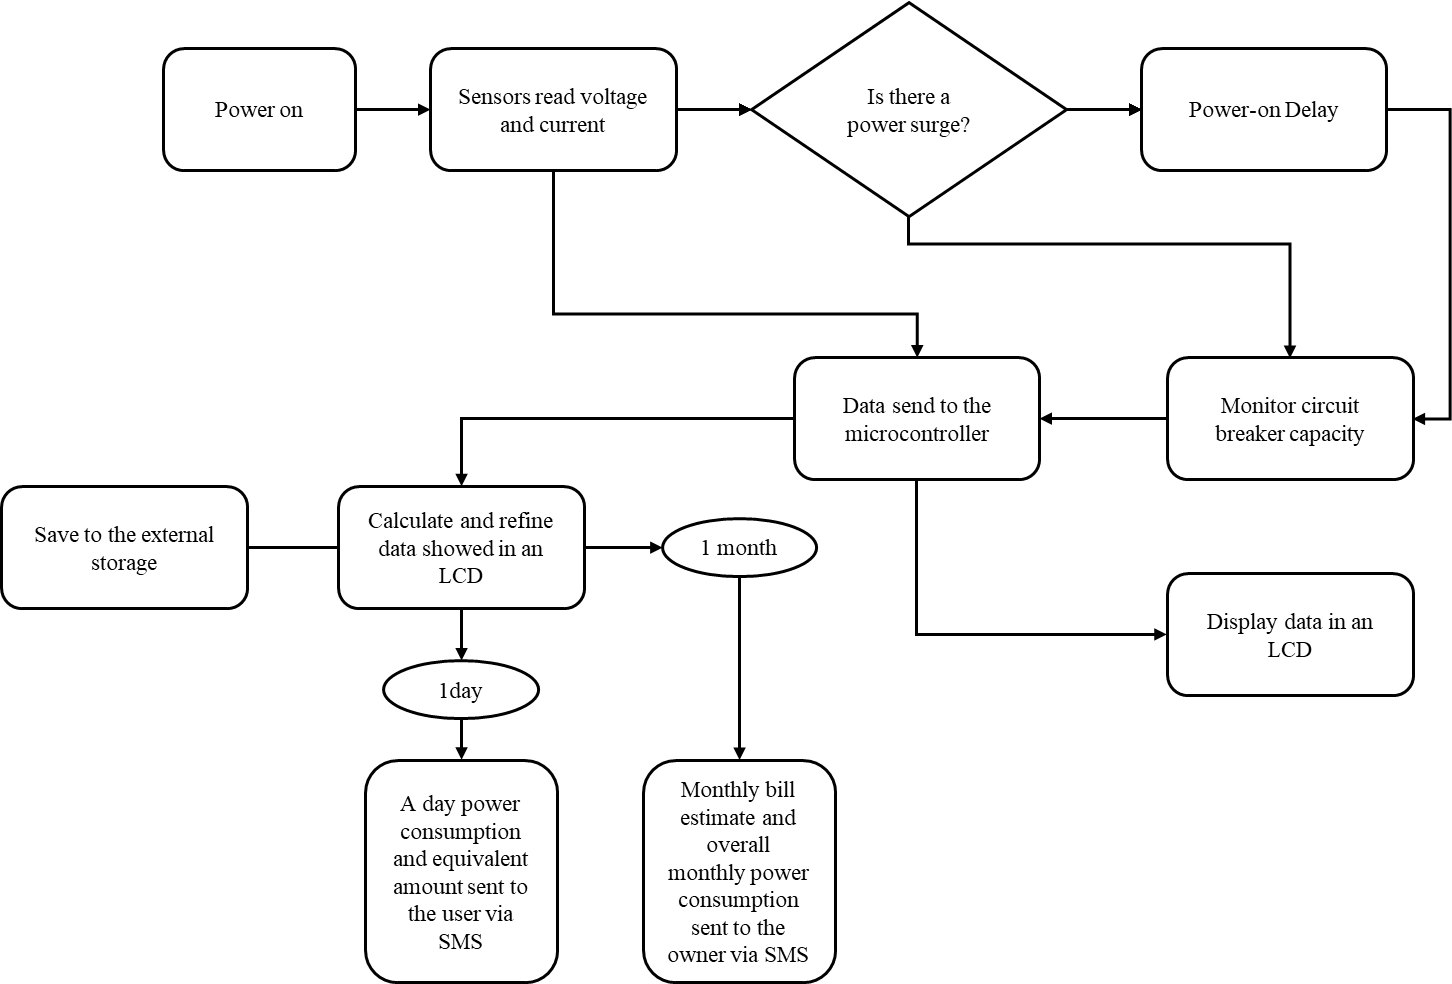 Power on
Sensors read voltage
and current
Is there a
power surge?
Power-on Delay
Data send to the
microcontroller
Monitor circuit
breaker capacity
Save to the external
storage
Calculate and refine
data showed in an
LCD
1 month
Display data in an
LCD
1day
A day power
consumption
and equivalent
amount sent to
the user via
SMS
Monthly bill
estimate and
overall
monthly power
consumption
sent to the
owner via SMS